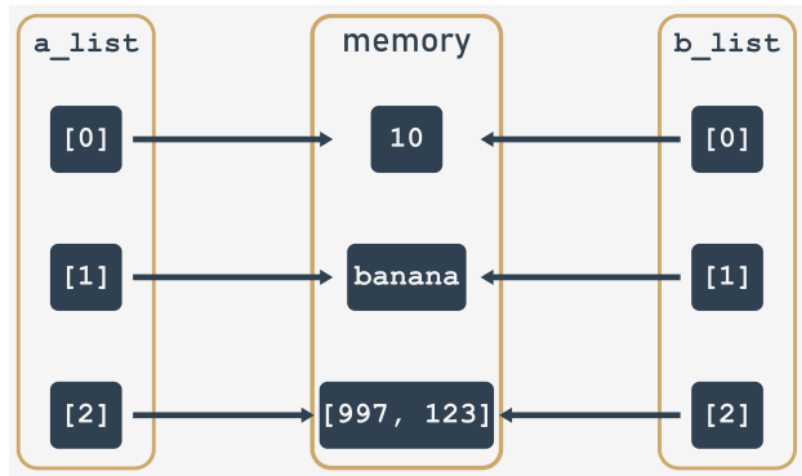 a_list memory b_list
[0] 10 [0]
[1] banana [1]
[2] [997, 123] [2]